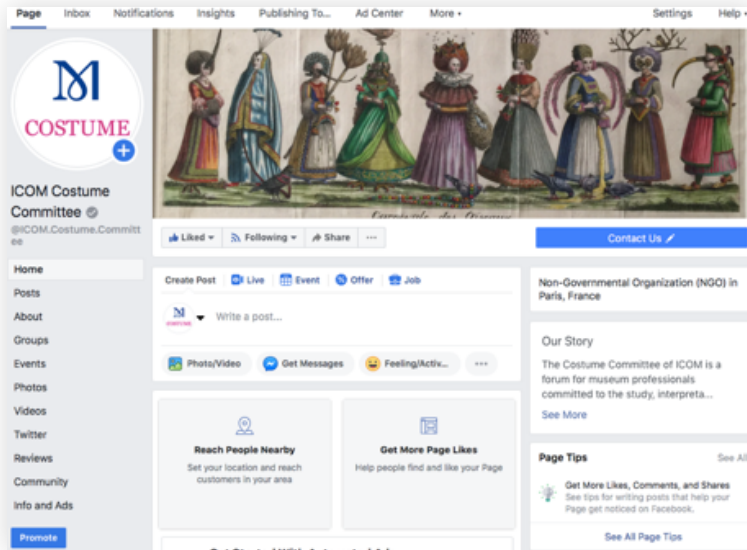 Page Inbox Notifications Insights Publishing To... Ad Center More Settings Help
M
COSTUME
ICOM Costume
Committee
@ICOM.Costume.Committ
ee
Home
Posts
About
Groups
Events
Photos
Videos
Twitter
Reviews
Community
Info and Ads
Promote
Liked Following Share ...
Contact Us
Create Post Live Event Offer Job
M
COSTUME
Write a post...
Photo/Video Get Messages Feeling/Activ... ...
Reach People Nearby
Set your location and reach
customers in your area
Get More Page Likes
Help people find and like your Page
Non-Governmental Organization (NGO) in
Paris, France
Our Story
The Costume Committee of ICOM is a
forum for museum professionals
committed to the study, interpreta...
See More
Page Tips See All
Get More Likes, Comments, and Shares
See tips for writing posts that help your
Page get noticed on Facebook.
See All Page Tips